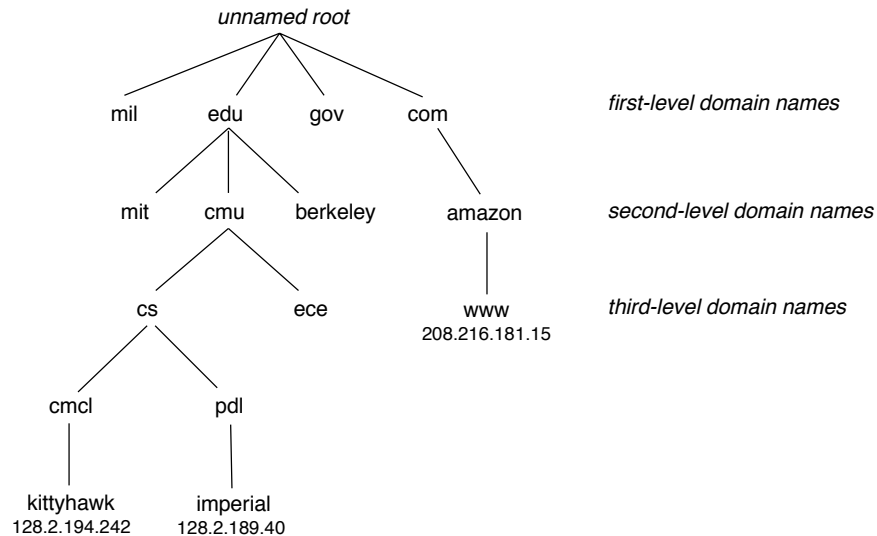 unnamed root
mil edu gov com first-level domain names
mit cmu berkeley amazon second-level domain names
cs ece www third-level domain names
208.216.181.15
cmcl pdl
kittyhawk imperial
128.2.194.242 128.2.189.40